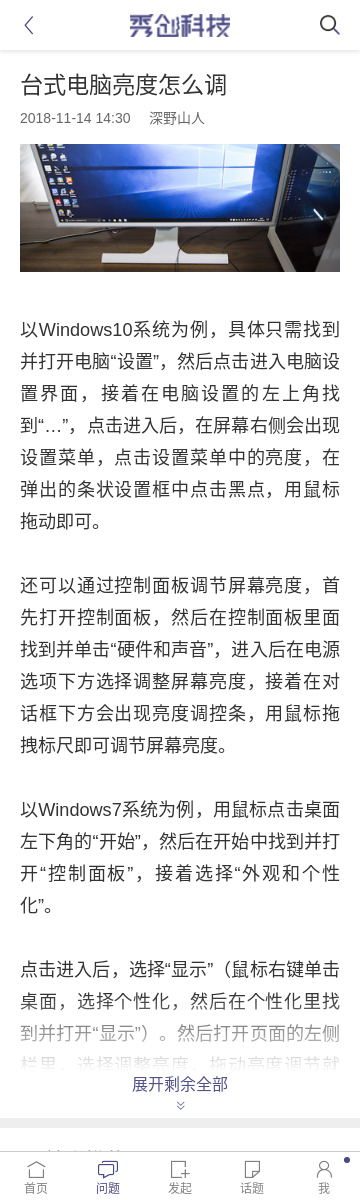 秀创科技
台式电脑亮度怎么调
2018-11-14 14:30 深野山人
以Windows10系统为例，具体只需找到
并打开电脑“设置”，然后点击进入电脑设
置界面，接着在电脑设置的左上角找
到“…”，点击进入后，在屏幕右侧会出现
设置菜单，点击设置菜单中的亮度，在
弹出的条状设置框中点击黑点，用鼠标
拖动即可。
还可以通过控制面板调节屏幕亮度，首
先打开控制面板，然后在控制面板里面
找到并单击“硬件和声音”，进入后在电源
选项下方选择调整屏幕亮度，接着在对
话框下方会出现亮度调控条，用鼠标拖
拽标尺即可调节屏幕亮度。
以Windows7系统为例，用鼠标点击桌面
左下角的“开始”，然后在开始中找到并打
开“控制面板”，接着选择“外观和个性
化”。
点击进入后，选择“显示”（鼠标右键单击
桌面，选择个性化，然后在个性化里找
到并打开“显示”）。然后打开页面的左侧
栏里，选择调整亮度，拖动亮度调节就
展开剩余全部
首页 问题 发起 话题 我